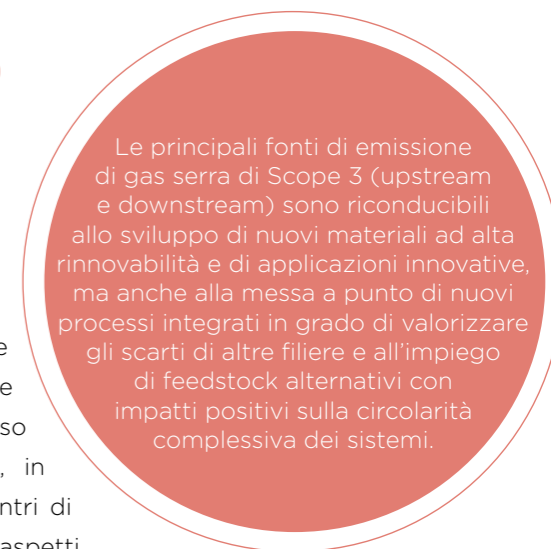 Le principali fonti di emissione
di gas serra di Scope 3 (upstream
e downstream) sono riconducibili
allo sviluppo di nuovi materiali ad alta
rinnovabilità e di applicazioni innovative,
ma anche alla messa a punto di nuovi
processi integrati in grado di valorizzare
gli scarti di altre filiere e all’impiego
di feedstock alternativi con
impatti positivi sulla circolarità
complessiva dei sistemi.
e
e
so
, in
ntri di
aspetti